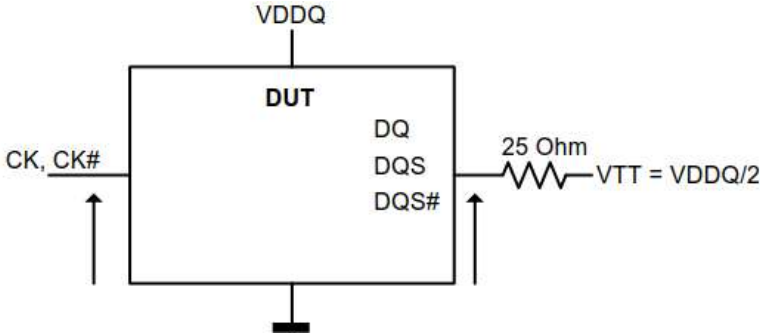 VDDQ
DUT
DQ
CK, CK#
DQS
DQS#
25 Ohm
VTT = VDDQ/2